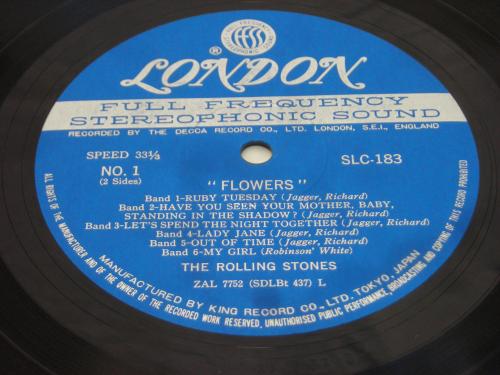 FULL FREQUENCY
STEREOPHONIC SOUND
ffss
® LONDON
FULL FREQUENCY
STEREOPHONIC SOUND
RECORDED BY THE DECCA RECORD CO., LTD. LONDON, S.E.I., ENGLAND
SPEED 33⅓
NO. 1
(2 Sides)
SLC-183
"FLOWERS"
Band 1-RUBY TUESDAY (Jagger, Richard)
Band 2-HAVE YOU SEEN YOUR MOTHER, BABY,
STANDING IN THE SHADOW? (Jagger, Richard)
Band 3-LET'S SPEND THE NIGHT TOGETHER (Jagger, Richard)
Band 4-LADY JANE (Jagger, Richard)
Band 5-OUT OF TIME (Jagger, Richard)
Band 6-MY GIRL (Robinson' White)
THE ROLLING STONES
ZAL 7752 (SDLBt 437) L
MANUFACTURED BY KING RECORD CO., LTD. TOKYO, JAPAN
ALL RIGHTS OF THE MANUFACTURER AND OF THE OWNER OF THE RECORDED WORK RESERVED, UNAUTHORISED PUBLIC PERFORMANCE, BROADCASTING AND COPYING OF THIS RECORD PROHIBITED